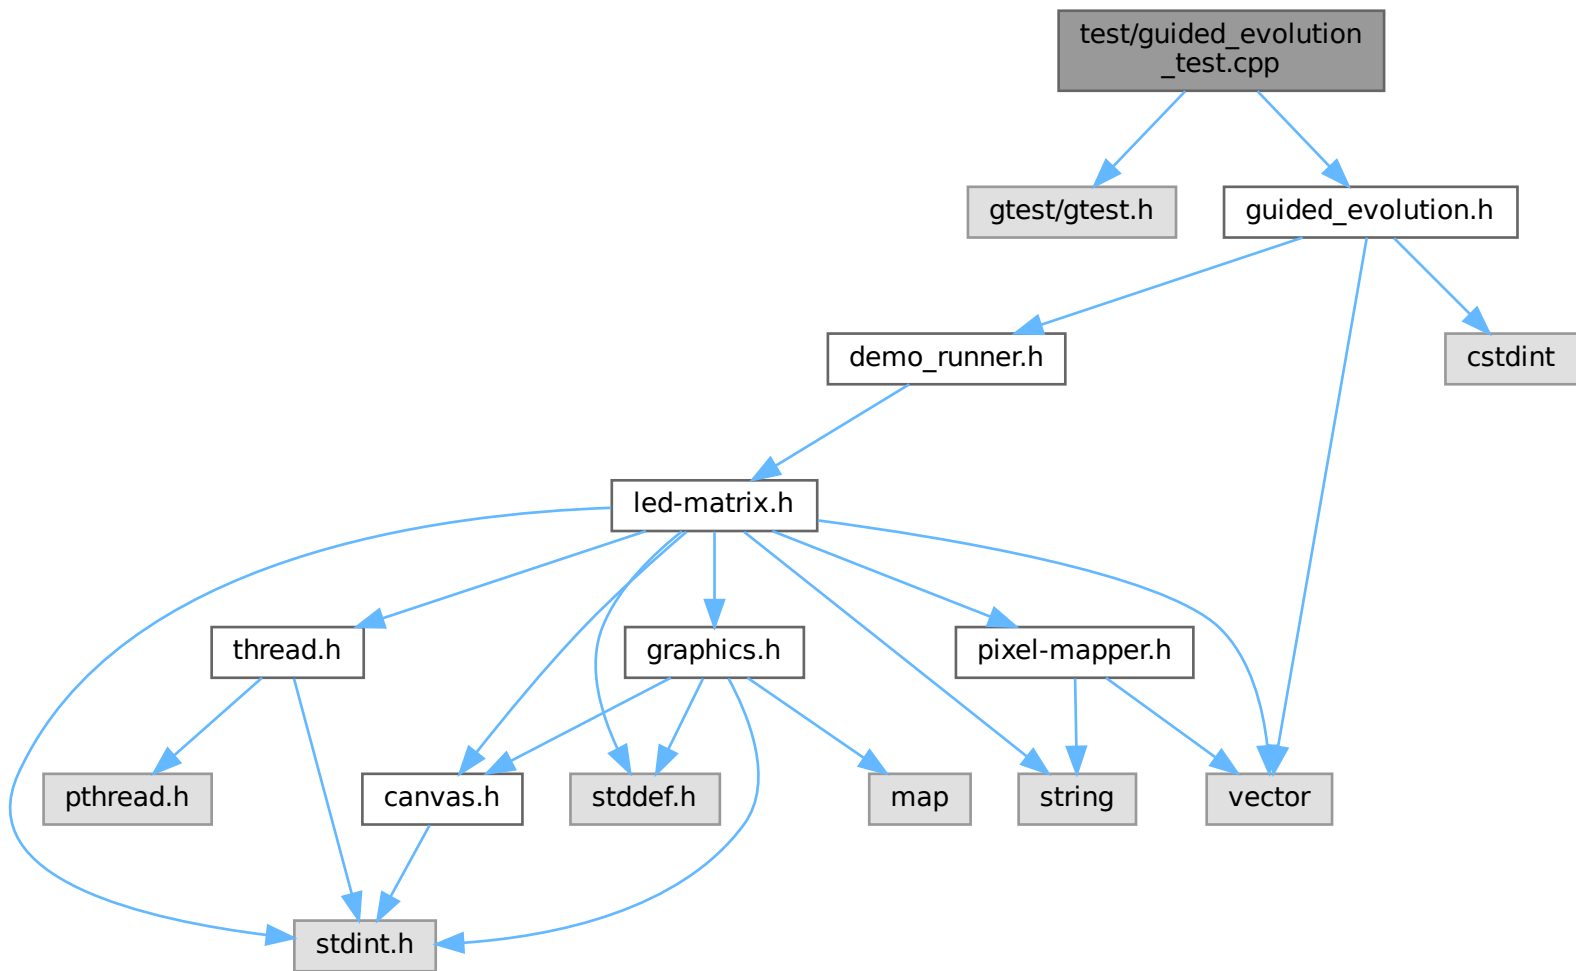 test/guided_evolution
_test.cpp
gtest/gtest.h
guided_evolution.h
demo_runner.h
cstdint
led-matrix.h
thread.h
graphics.h
pixel-mapper.h
pthread.h
canvas.h
stddef.h
map
string
vector
stdint.h